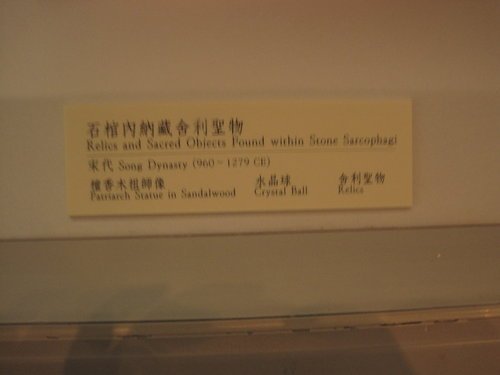 石棺內納藏舍利聖物
Relics and Sacred Objects Found within Stone Sarcophagi
宋代 Song Dynasty (960~1279 CE)
檀香木祖師像 水晶球 舍利聖物
Patriarch Statue in Sandalwood Crystal Ball Relics